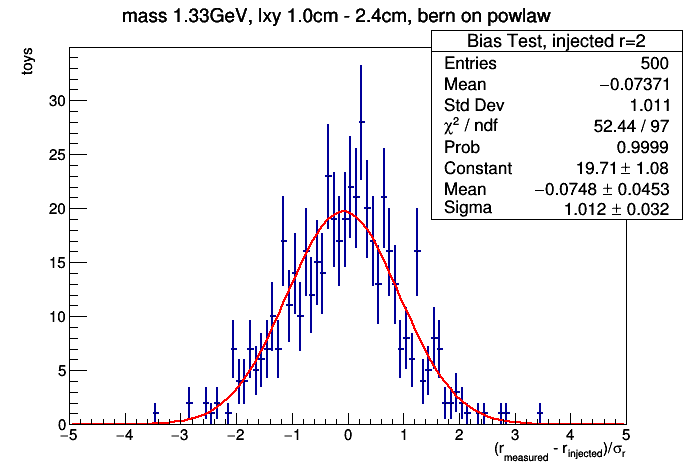 mass 1.33GeV, lxy 1.0cm - 2.4cm, bern on powlaw
toys
Bias Test, injected r=2
Entries 500
Mean −0.07371
Std Dev 1.011
χ² / ndf 52.44 / 97
Prob 0.9999
Constant 19.71 ± 1.08
Mean −0.0748 ± 0.0453
Sigma 1.012 ± 0.032
30
25
20
15
10
5
0
−5 −4 −3 −2 −1 0 1 2 3 4 5
(r_measured - r_injected)/σ_r